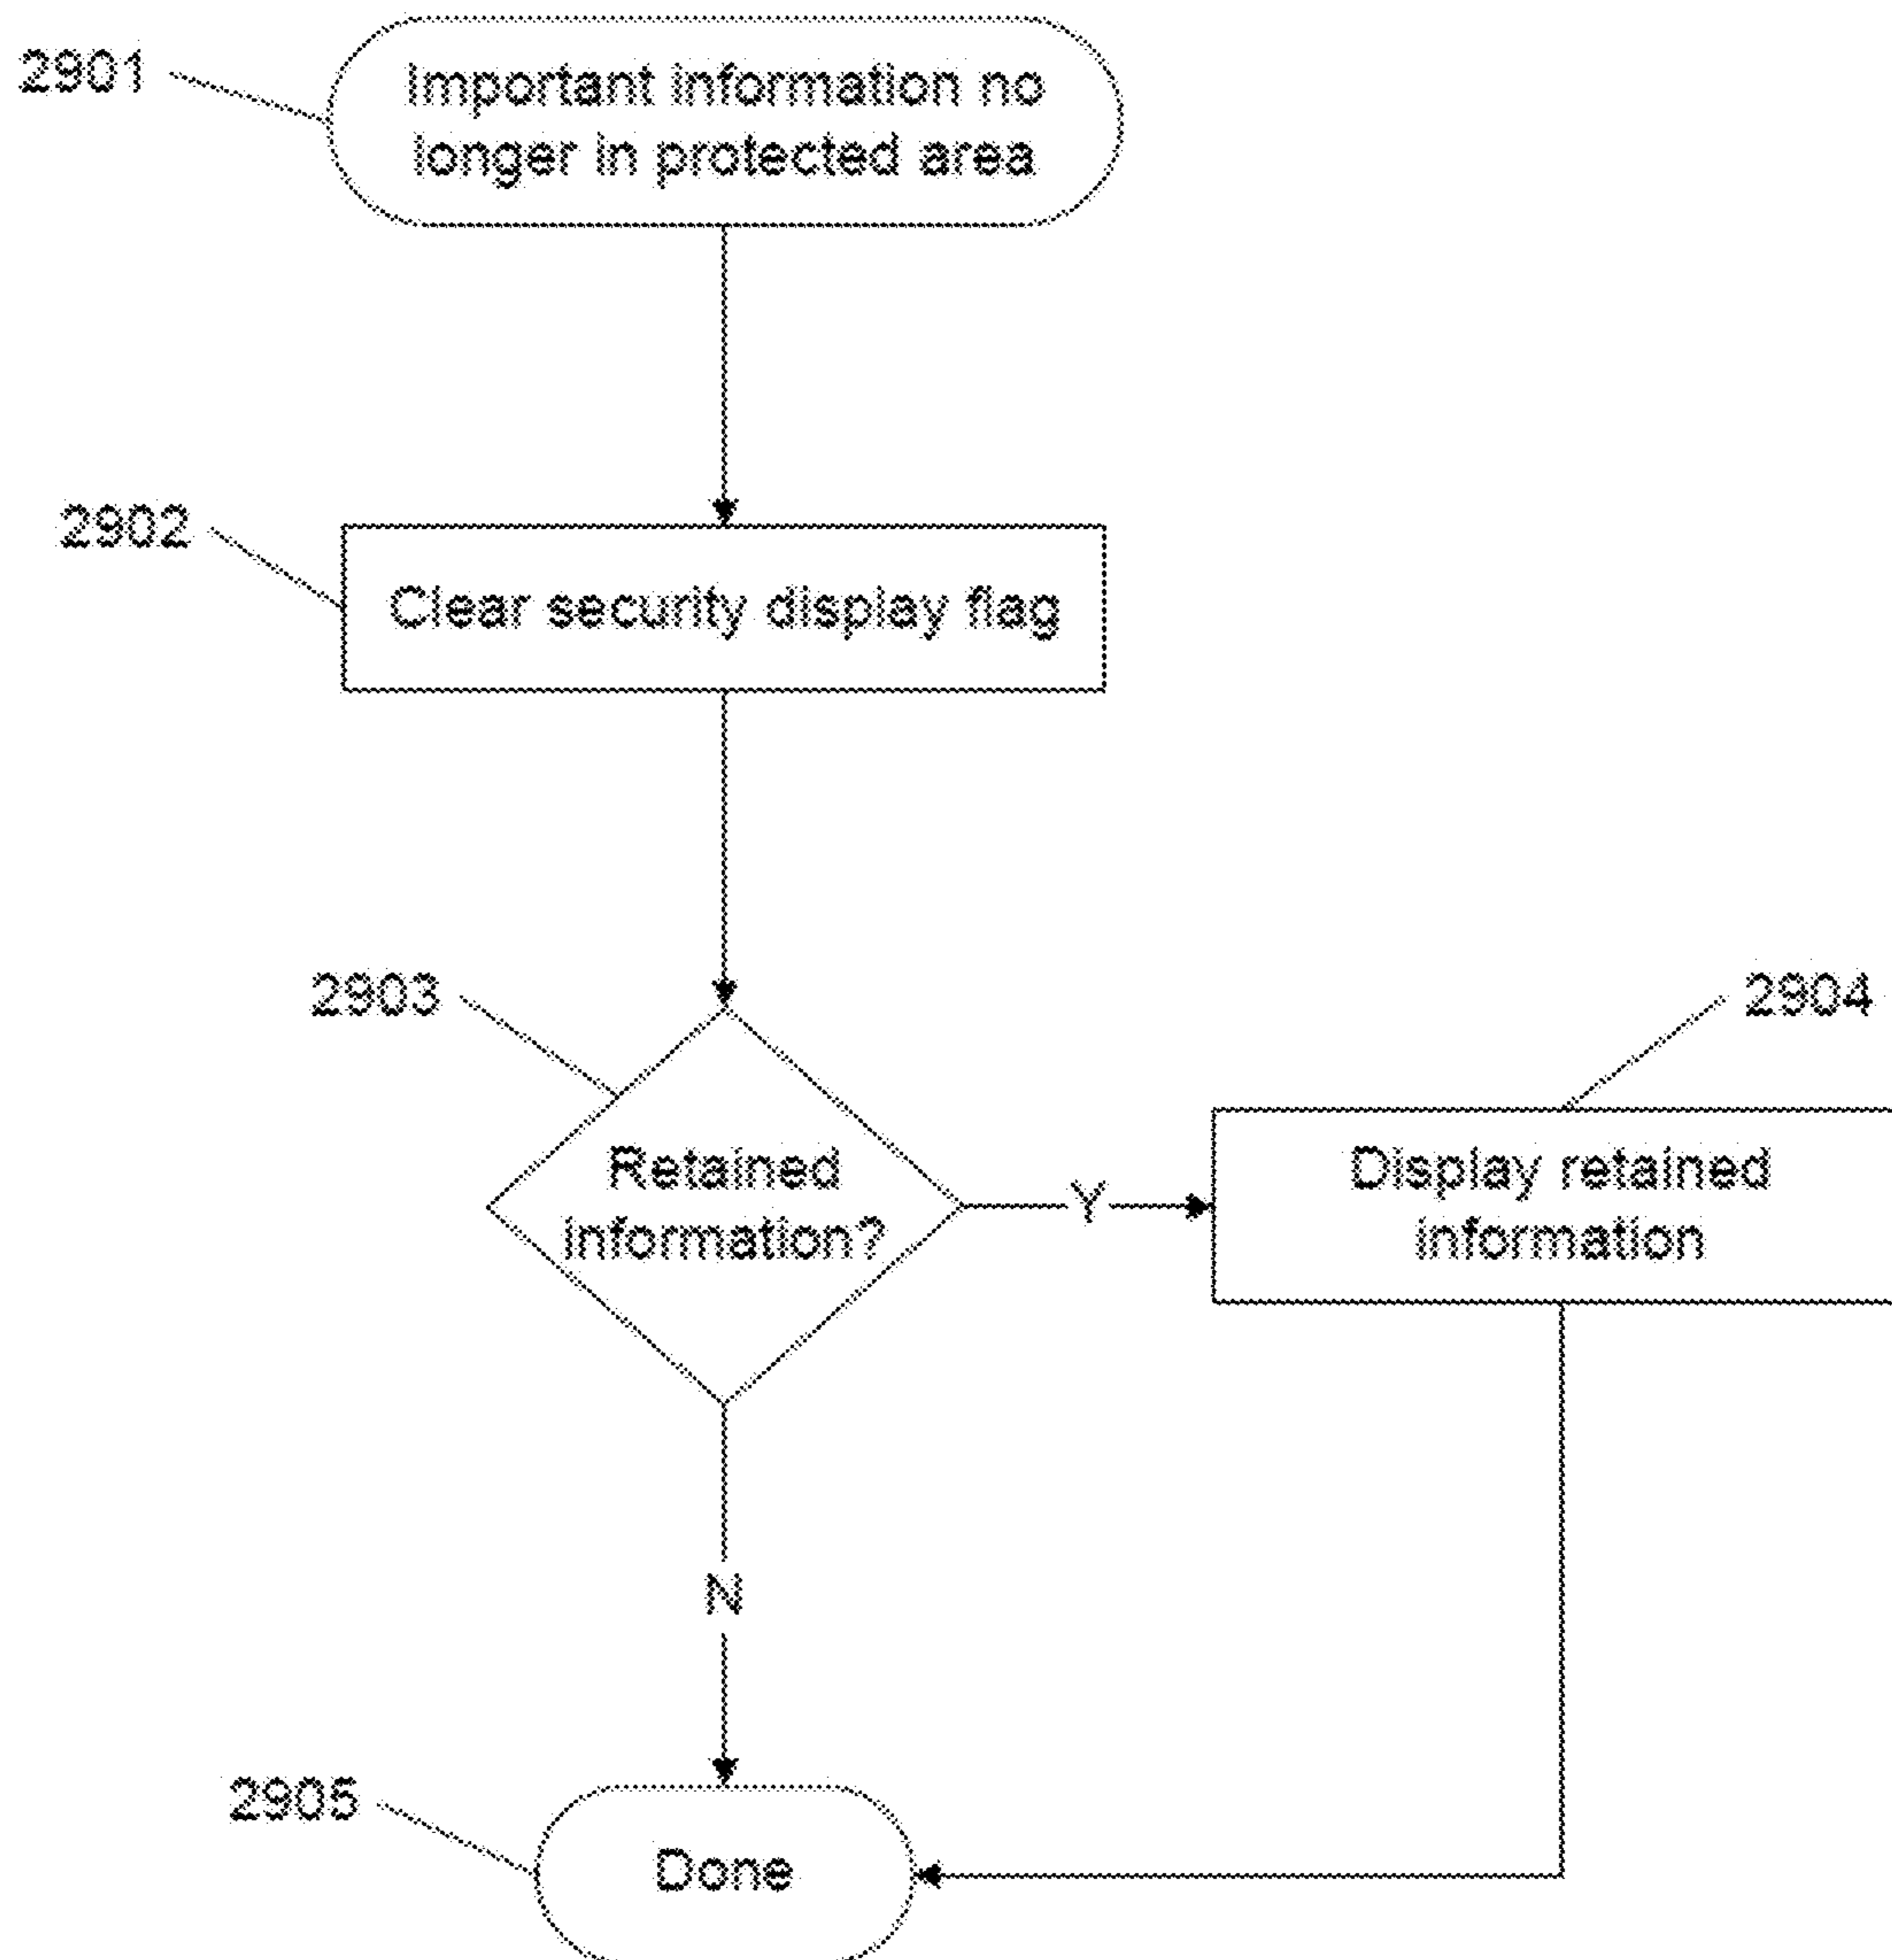 2901
Important information no
longer in protected area
2902
Clear security display flag
2903
2904
Retained
information?
Y
Display retained
information
N
2905
Done